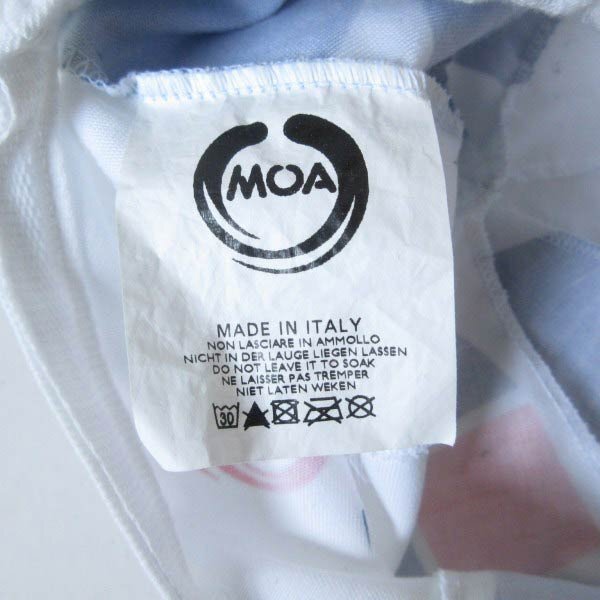 MOA
MADE IN ITALY
NON LASCIARE IN AMMOLLO
NICHT IN DER LAUGE LIEGEN LASSEN
DO NOT LEAVE IT TO SOAK
NE LAISSER PAS TREMPER
NIET LATEN WEKEN
30